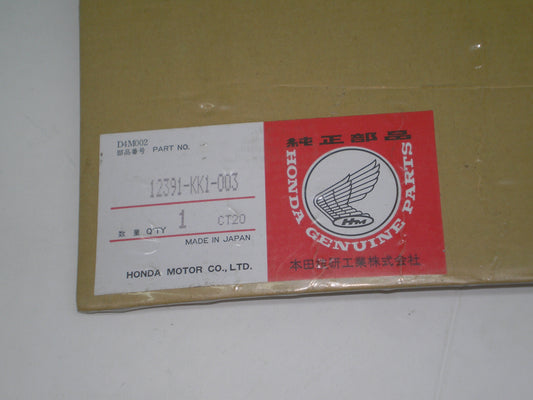 D4M002
部品番号 PART NO.
12391-KK1-003
数量 Q'TY 1 CT20
MADE IN JAPAN
HONDA MOTOR CO., LTD.
純正部品
HONDA GENUINE PARTS
HM
本田技研工業株式会社